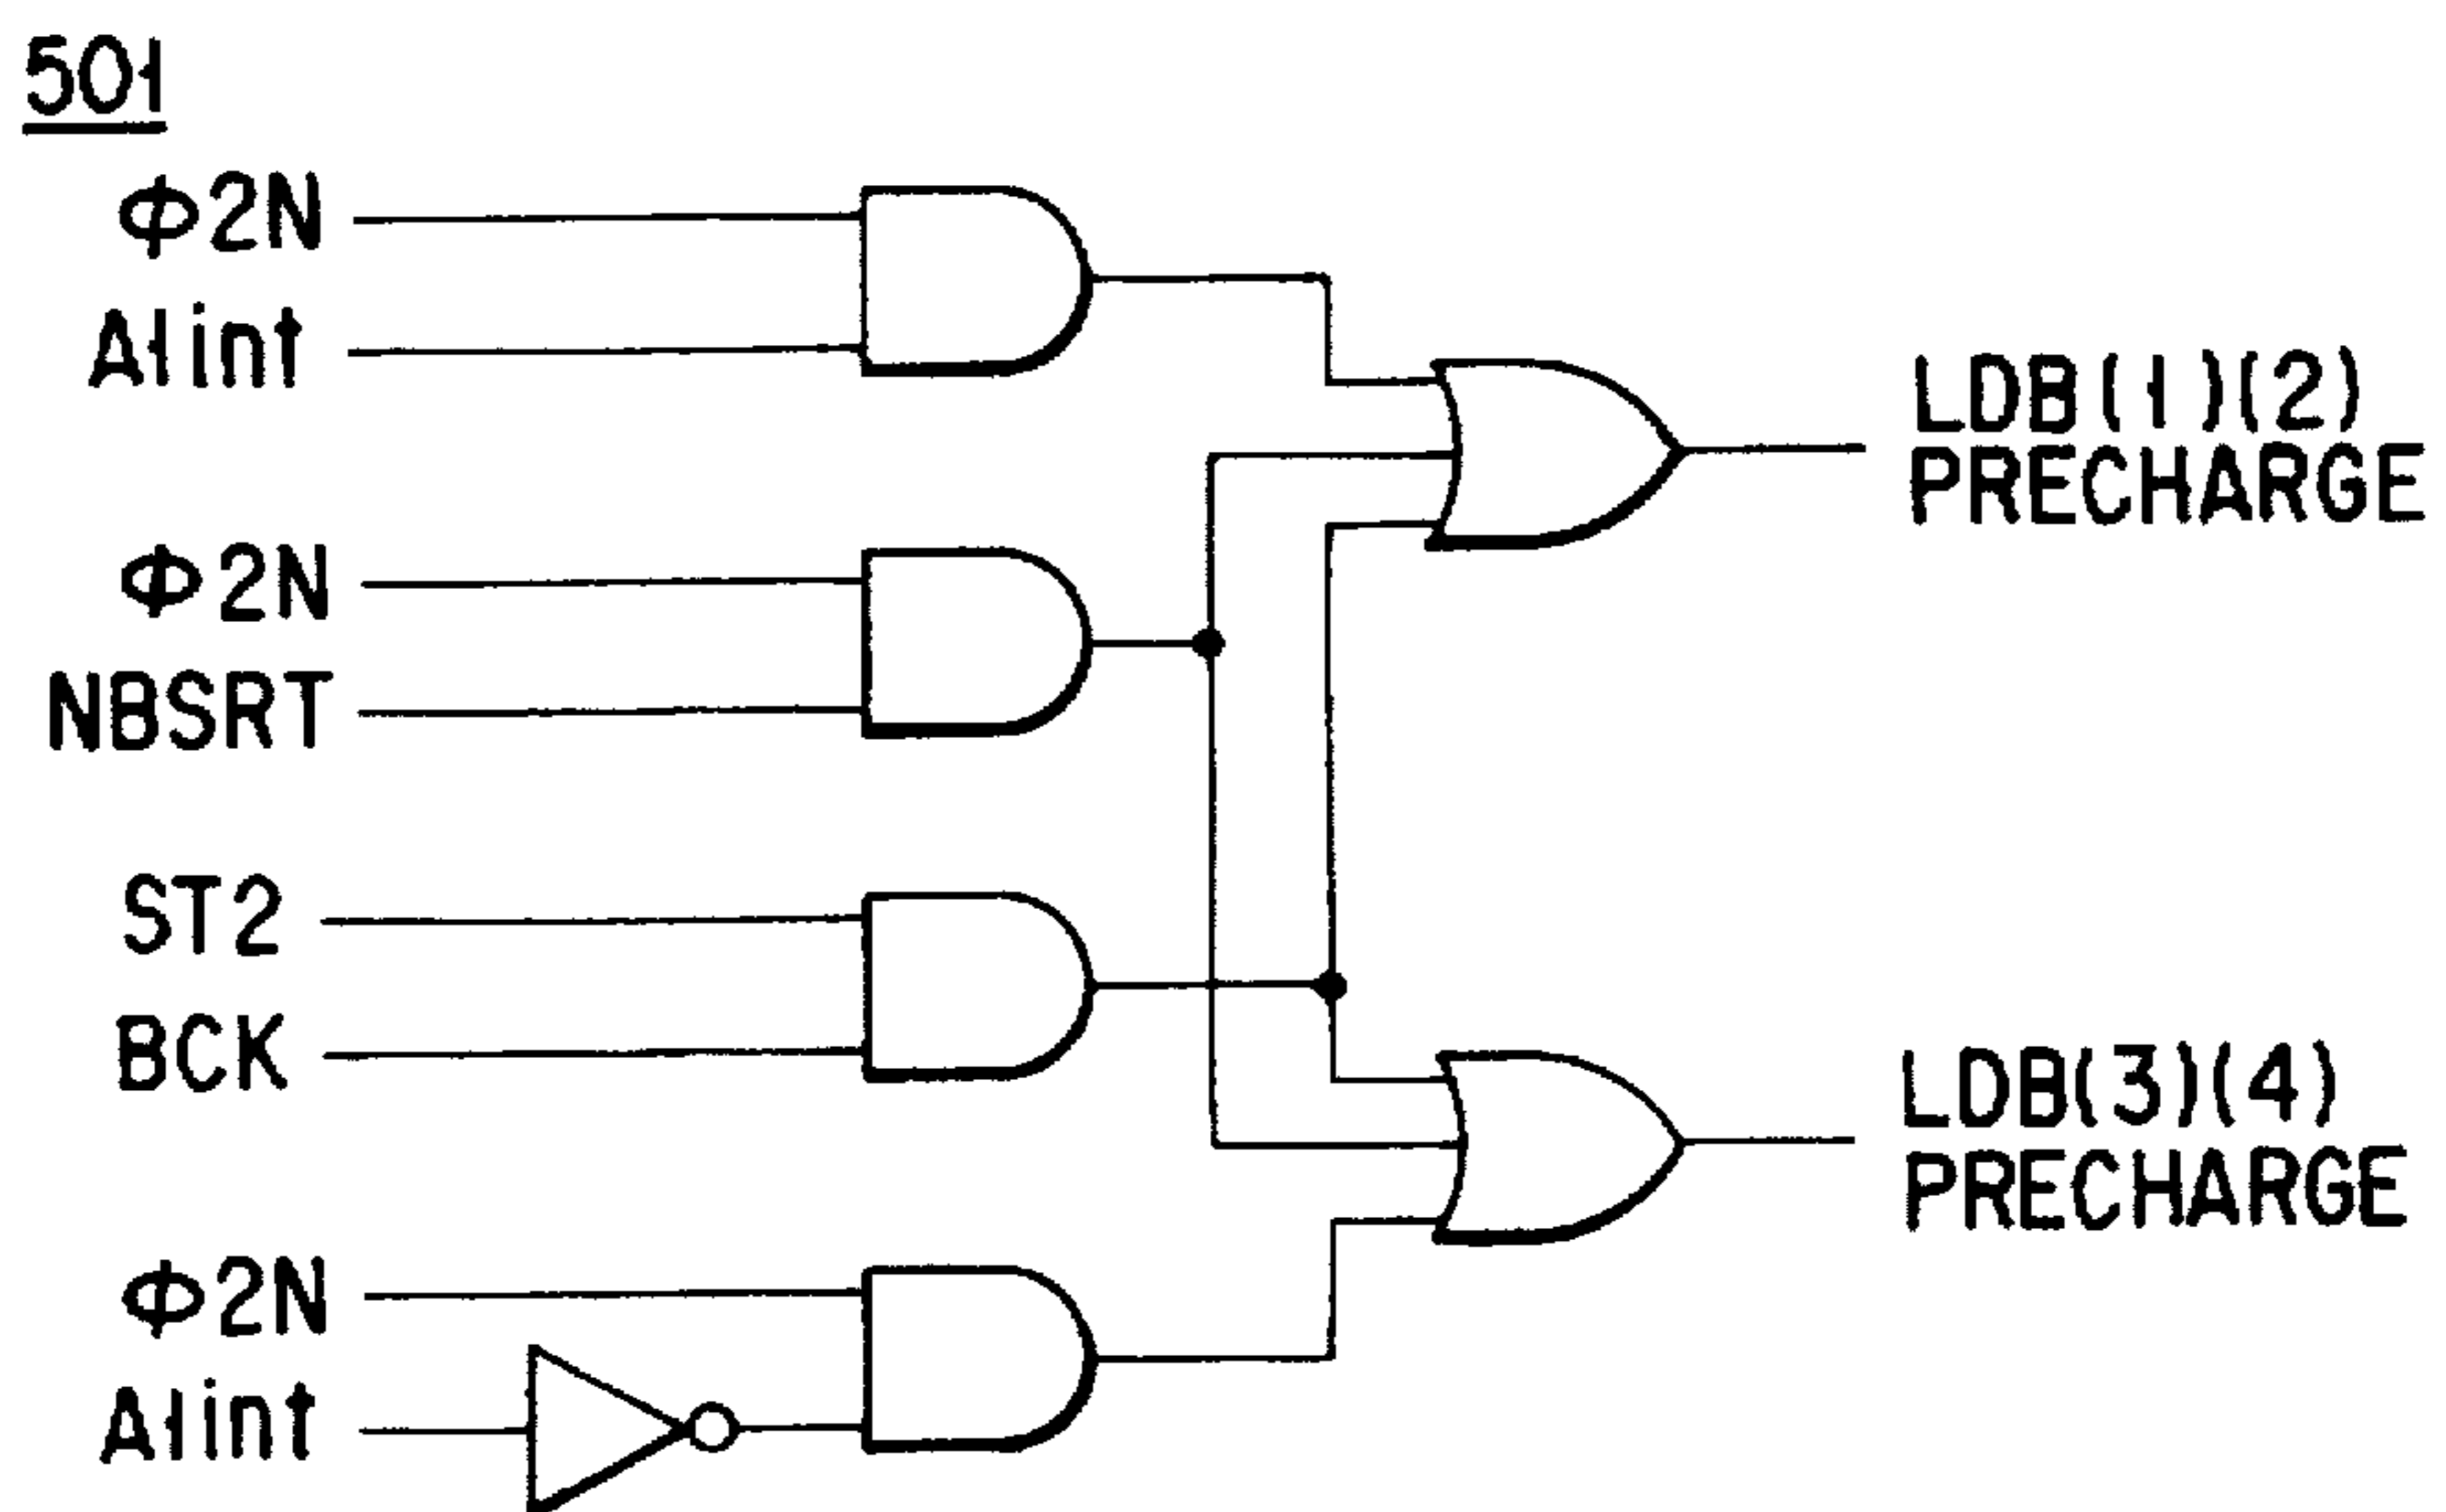 501
Φ2N
A1int
LDB(1)(2)
PRECHARGE
Φ2N
NBSRT
ST2
BCK
LDB(3)(4)
PRECHARGE
Φ2N
A1int